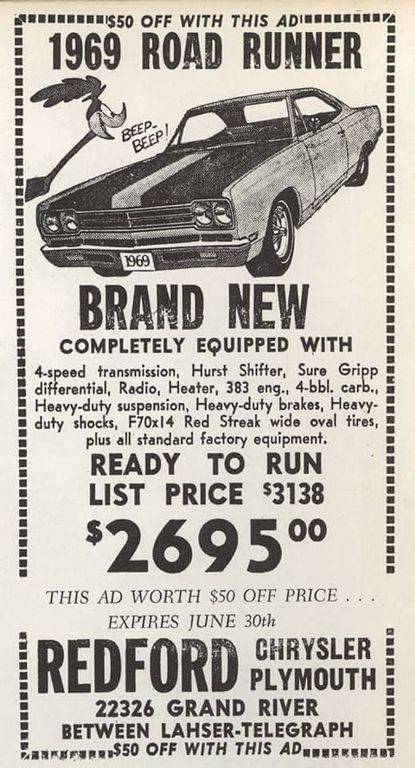 $50 OFF WITH THIS AD
1969 ROAD RUNNER
BEEP-
BEEP!
1969
BRAND NEW
COMPLETELY EQUIPPED WITH
4-speed transmission, Hurst Shifter, Sure Gripp
differential, Radio, Heater, 383 eng., 4-bbl. carb.,
Heavy-duty suspension, Heavy-duty brakes, Heavy-
duty shocks, F70x14 Red Streak wide oval tires,
plus all standard factory equipment.
READY TO RUN
LIST PRICE $3138
$2695⁰⁰
THIS AD WORTH $50 OFF PRICE . . .
EXPIRES JUNE 30th
REDFORD CHRYSLER
PLYMOUTH
22326 GRAND RIVER
BETWEEN LAHSER-TELEGRAPH
$50 OFF WITH THIS AD